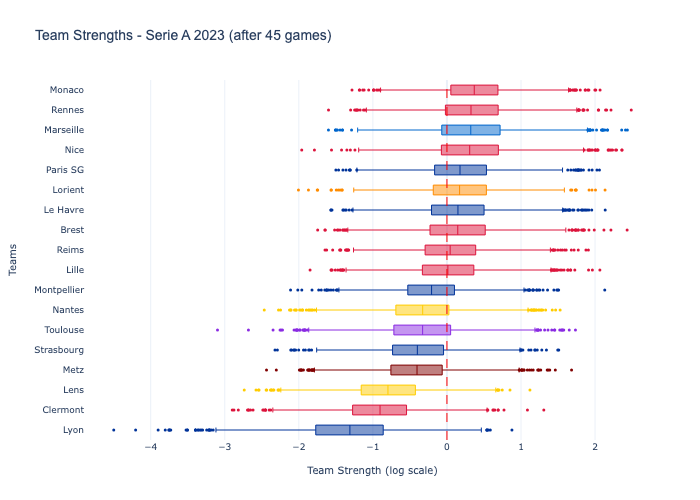 Team Strengths - Serie A 2023 (after 45 games)
Teams
Monaco
Rennes
Marseille
Nice
Paris SG
Lorient
Le Havre
Brest
Reims
Lille
Montpellier
Nantes
Toulouse
Strasbourg
Metz
Lens
Clermont
Lyon
−4 −3 −2 −1 0 1 2
Team Strength (log scale)